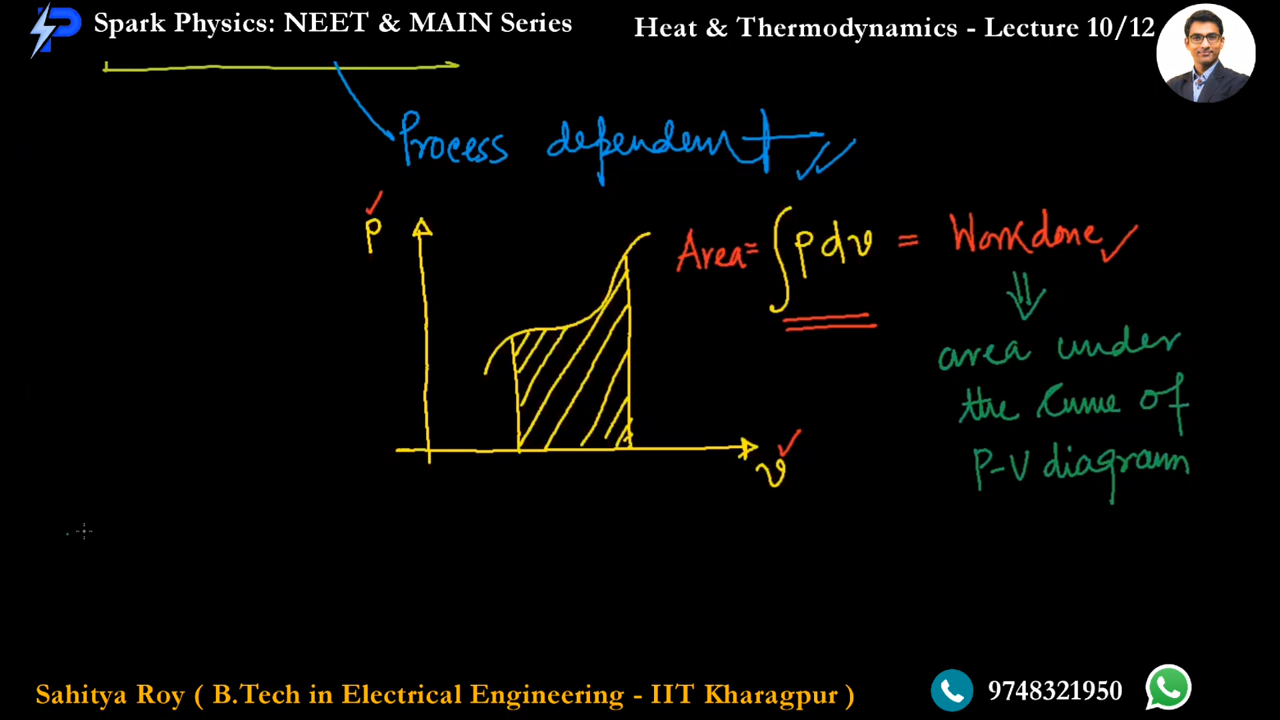 Spark Physics: NEET & MAIN Series
Heat & Thermodynamics - Lecture 10/12
Process dependent
P
Area= ∫pdv = Workdone
area under
the curve of
P-V diagram
v
Sahitya Roy ( B.Tech in Electrical Engineering - IIT Kharagpur )
9748321950